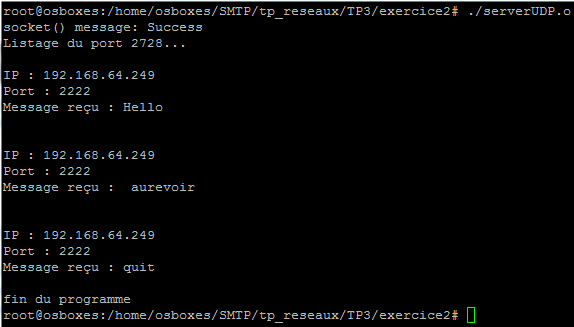 root@osboxes:/home/osboxes/SMTP/tp_reseaux/TP3/exercice2# ./serverUDP.o
socket() message: Success
Listage du port 2728...
IP : 192.168.64.249
Port : 2222
Message reçu : Hello
IP : 192.168.64.249
Port : 2222
Message reçu :  aurevoir
IP : 192.168.64.249
Port : 2222
Message reçu : quit
fin du programme
root@osboxes:/home/osboxes/SMTP/tp_reseaux/TP3/exercice2#